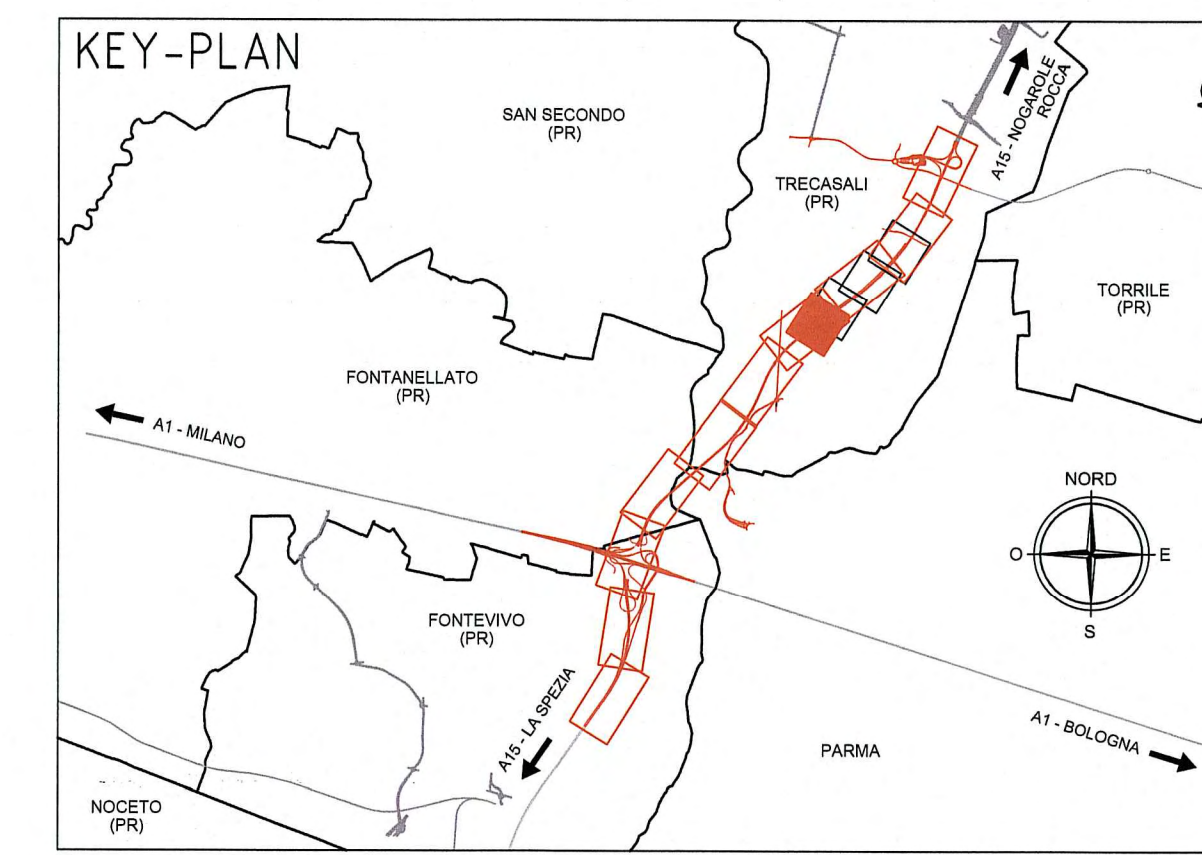 KEY-PLAN
SAN SECONDO
(PR)
A15 - NOGAROLE
ROCCA
TRECASALI
(PR)
TORRILE
(PR)
FONTANELLATO
(PR)
A1 - MILANO
NORD
O
E
S
FONTEVIVO
(PR)
A15 - LA SPEZIA
A1 - BOLOGNA
PARMA
NOCETO
(PR)